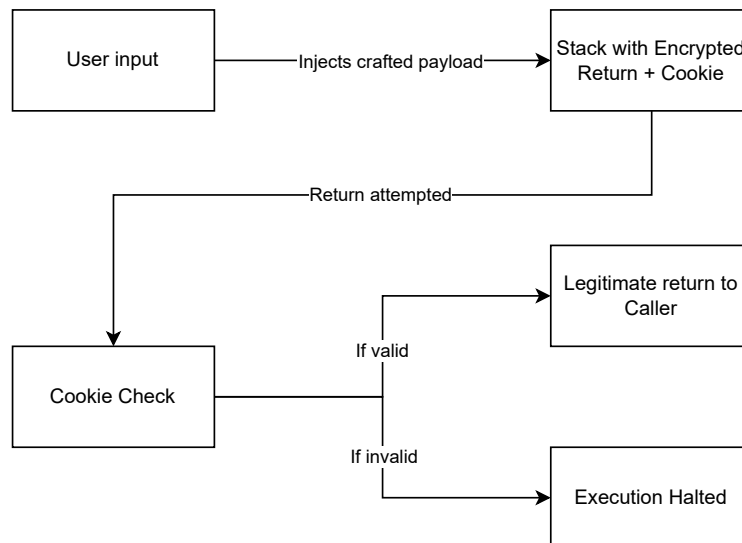 User input
Injects crafted payload
Stack with Encrypted
Return + Cookie
Return attempted
Legitimate return to
Caller
If valid
Cookie Check
If invalid
Execution Halted